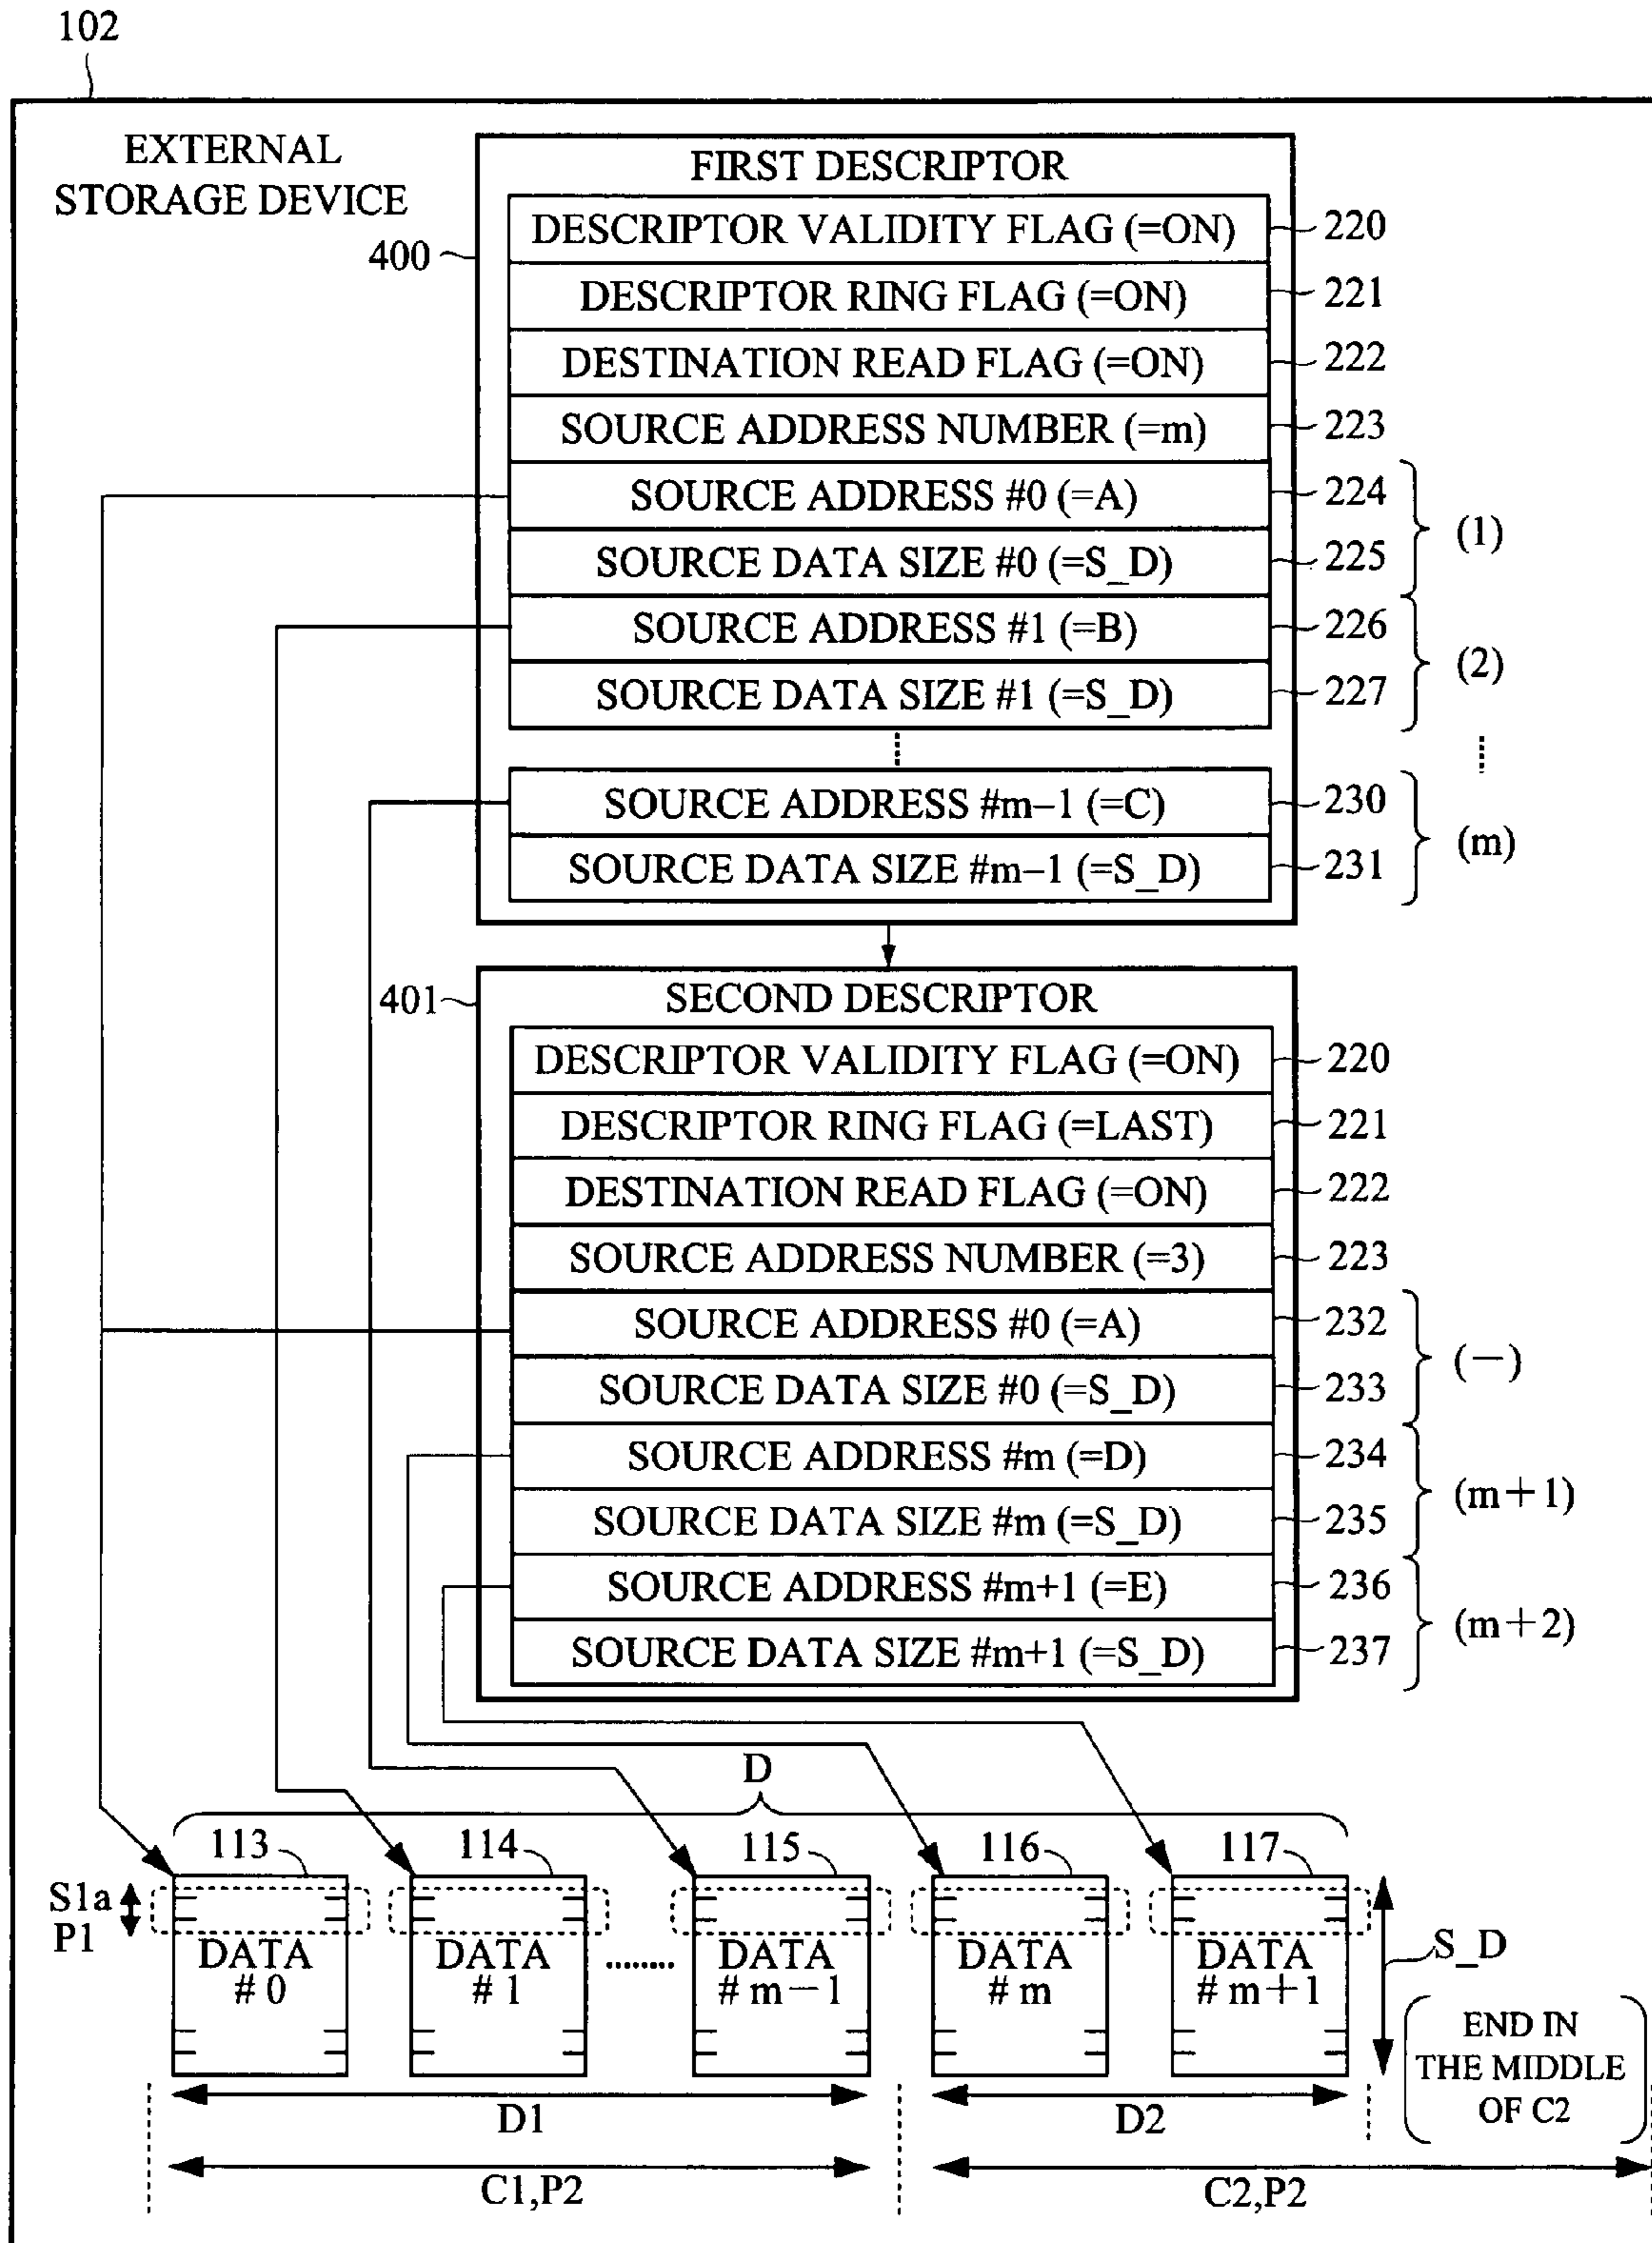 102
EXTERNAL
STORAGE DEVICE
FIRST DESCRIPTOR
400
DESCRIPTOR VALIDITY FLAG (=ON) 220
DESCRIPTOR RING FLAG (=ON) 221
DESTINATION READ FLAG (=ON) 222
SOURCE ADDRESS NUMBER (=m) 223
SOURCE ADDRESS #0 (=A) 224
(1)
SOURCE DATA SIZE #0 (=S_D) 225
SOURCE ADDRESS #1 (=B) 226
(2)
SOURCE DATA SIZE #1 (=S_D) 227
SOURCE ADDRESS #m−1 (=C) 230
(m)
SOURCE DATA SIZE #m−1 (=S_D) 231
401
SECOND DESCRIPTOR
DESCRIPTOR VALIDITY FLAG (=ON) 220
DESCRIPTOR RING FLAG (=LAST) 221
DESTINATION READ FLAG (=ON) 222
SOURCE ADDRESS NUMBER (=3) 223
SOURCE ADDRESS #0 (=A) 232
(−)
SOURCE DATA SIZE #0 (=S_D) 233
SOURCE ADDRESS #m (=D) 234
(m+1)
SOURCE DATA SIZE #m (=S_D) 235
SOURCE ADDRESS #m+1 (=E) 236
(m+2)
SOURCE DATA SIZE #m+1 (=S_D) 237
D
113 114 115 116 117
S1a
P1
DATA
# 0
DATA
# 1
DATA
# m−1
DATA
# m
DATA
# m+1
S_D
END IN
THE MIDDLE
OF C2
D1
D2
C1,P2
C2,P2